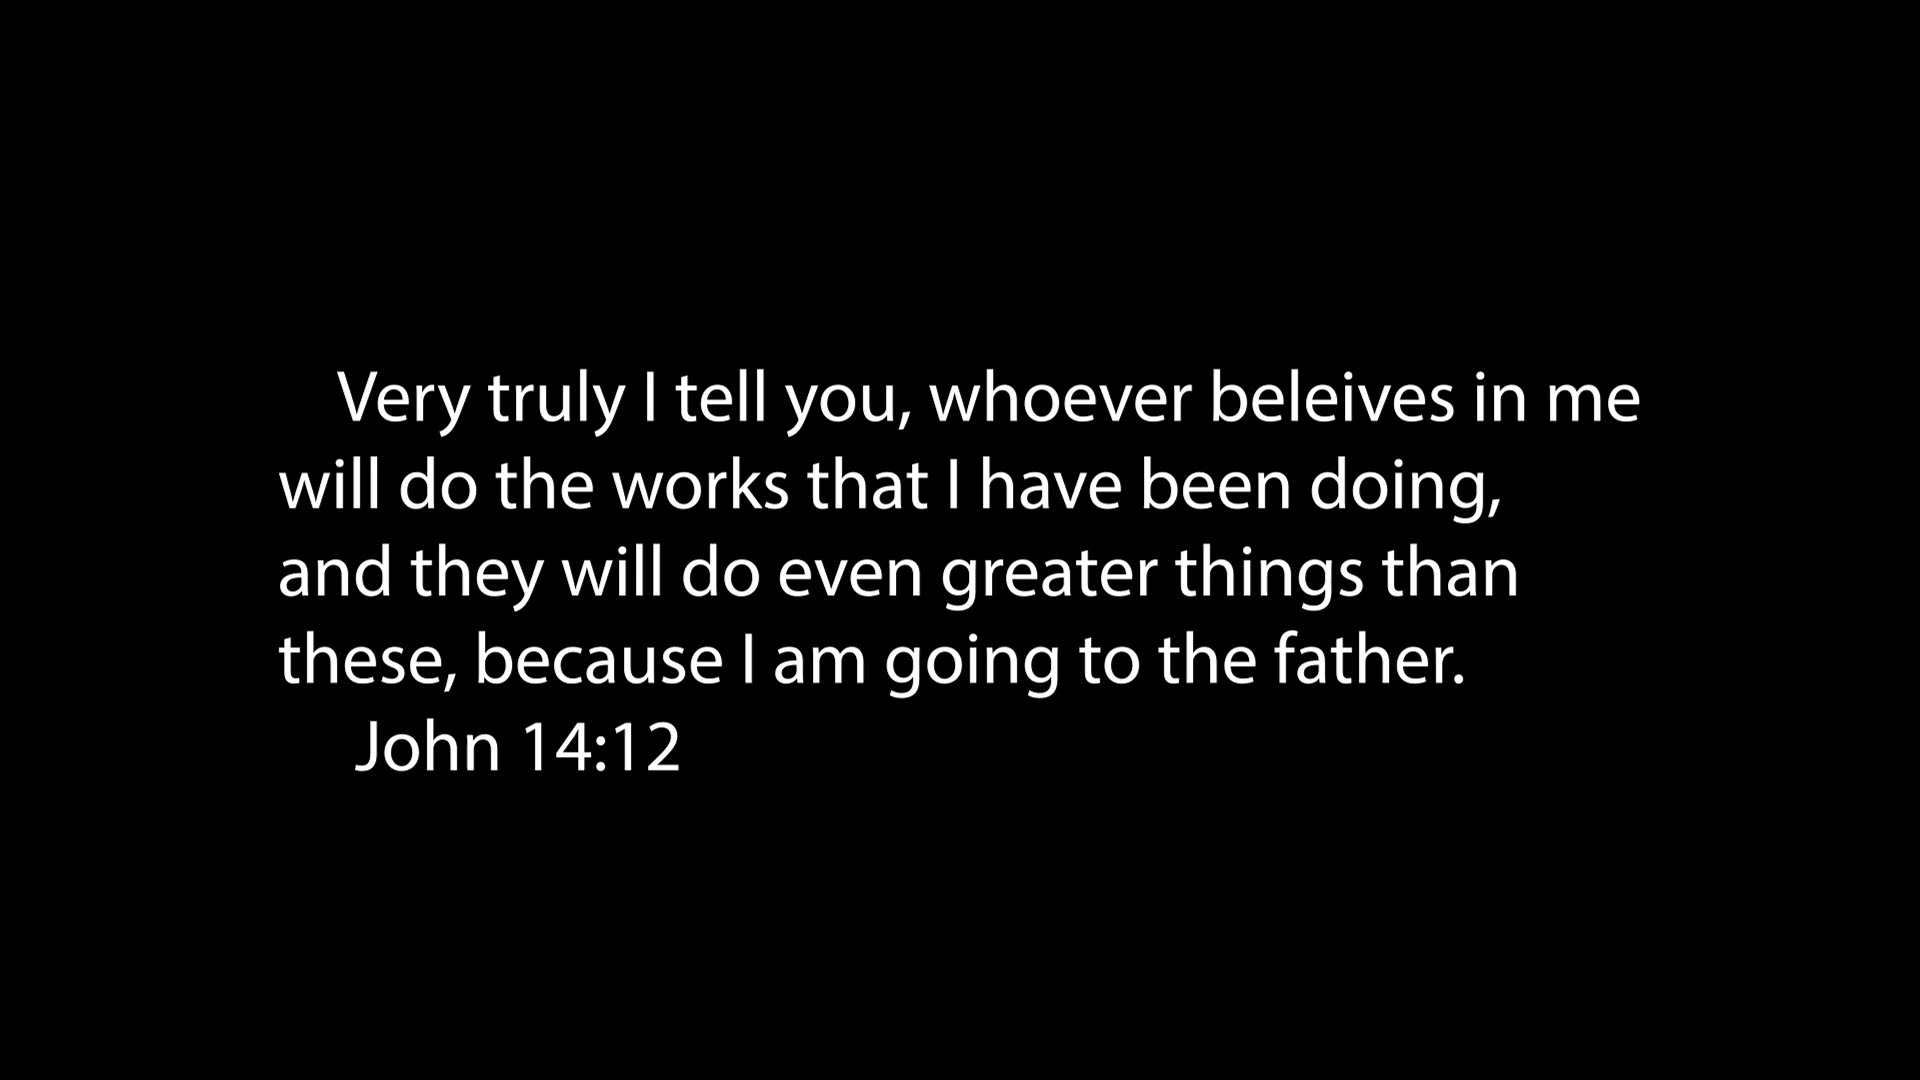 Very truly I tell you, whoever beleives in me
will do the works that I have been doing,
and they will do even greater things than
these, because I am going to the father.
John 14:12